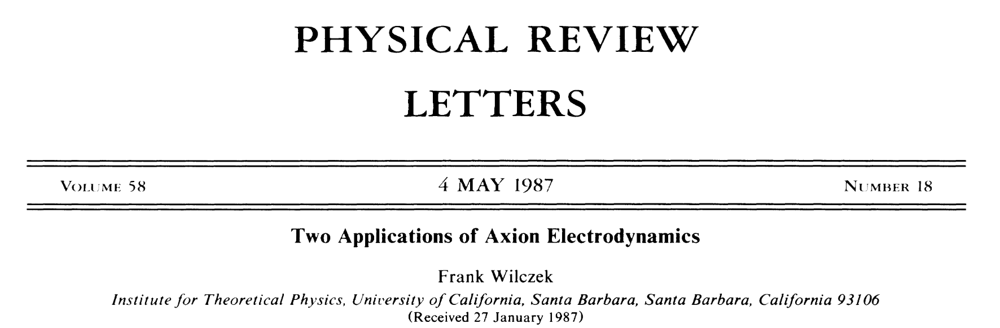 PHYSICAL REVIEW
LETTERS
VOLUME 58 4 MAY 1987 NUMBER 18
Two Applications of Axion Electrodynamics
Frank Wilczek
Institute for Theoretical Physics, University of California, Santa Barbara, Santa Barbara, California 93106
(Received 27 January 1987)